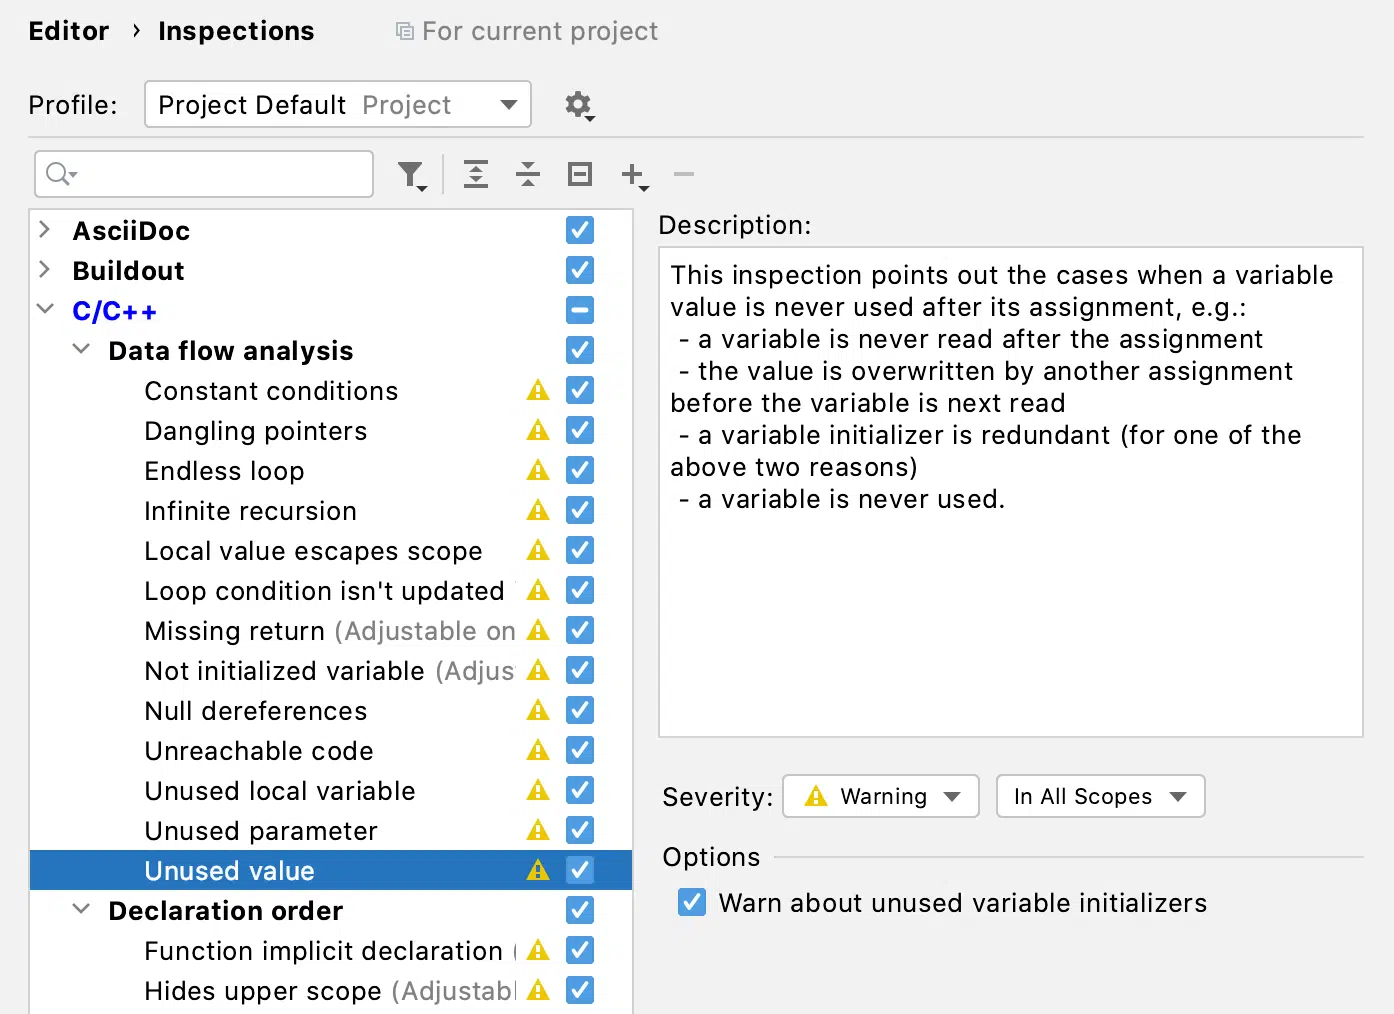 Editor › Inspections For current project
Profile: Project Default Project
AsciiDoc
Buildout
C/C++
Data flow analysis
Constant conditions
Dangling pointers
Endless loop
Infinite recursion
Local value escapes scope
Loop condition isn't updated
Missing return (Adjustable on
Not initialized variable (Adjus
Null dereferences
Unreachable code
Unused local variable
Unused parameter
Unused value
Declaration order
Function implicit declaration (
Hides upper scope (Adjustabl
Description:
This inspection points out the cases when a variable
value is never used after its assignment, e.g.:
- a variable is never read after the assignment
- the value is overwritten by another assignment
before the variable is next read
- a variable initializer is redundant (for one of the
above two reasons)
- a variable is never used.
Severity: Warning In All Scopes
Options
Warn about unused variable initializers